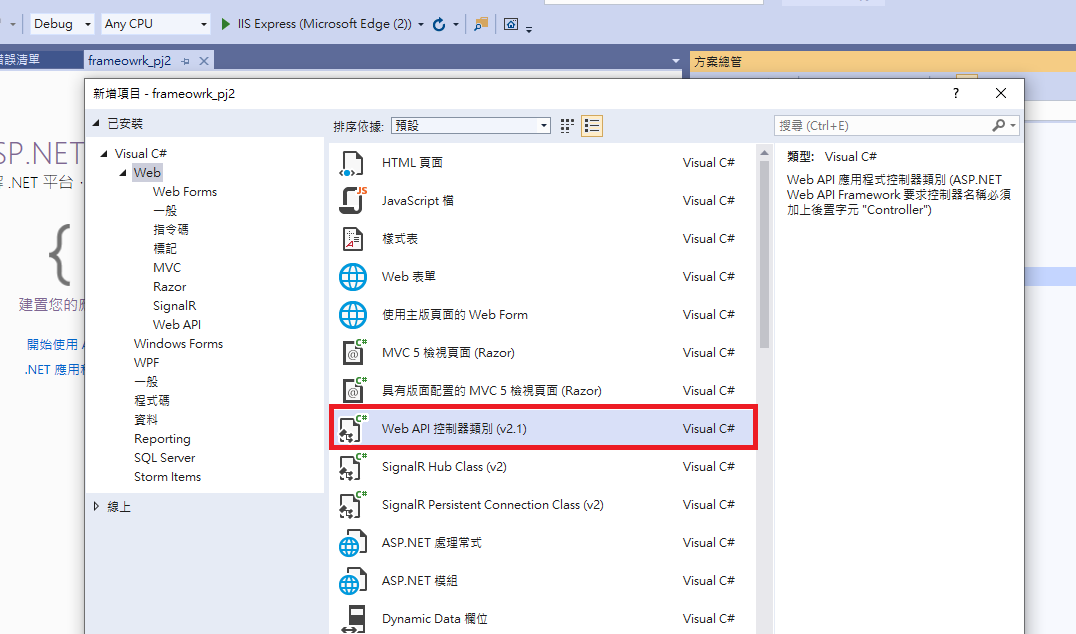 Debug
Any CPU
IIS Express (Microsoft Edge (2))
錯誤清單
frameowrk_pj2
方案總管
新增項目 - frameowrk_pj2
?
已安裝
排序依據:
預設
搜尋 (Ctrl+E)
Visual C#
Web
Web Forms
一般
指令碼
標記
MVC
Razor
SignalR
Web API
Windows Forms
WPF
一般
程式碼
資料
Reporting
SQL Server
Storm Items
線上
HTML 頁面 Visual C#
JavaScript 檔 Visual C#
樣式表 Visual C#
Web 表單 Visual C#
使用主版頁面的 Web Form Visual C#
MVC 5 檢視頁面 (Razor) Visual C#
具有版面配置的 MVC 5 檢視頁面 (Razor) Visual C#
Web API 控制器類別 (v2.1) Visual C#
SignalR Hub Class (v2) Visual C#
SignalR Persistent Connection Class (v2) Visual C#
ASP.NET 處理常式 Visual C#
ASP.NET 模組 Visual C#
Dynamic Data 欄位 Visual C#
類型: Visual C#
Web API 應用程式控制器類別 (ASP.NET
Web API Framework 要求控制器名稱必須
加上後置字元 "Controller")
SP.NET
.NET 平台，
建置您的應
開始使用
.NET 應用程